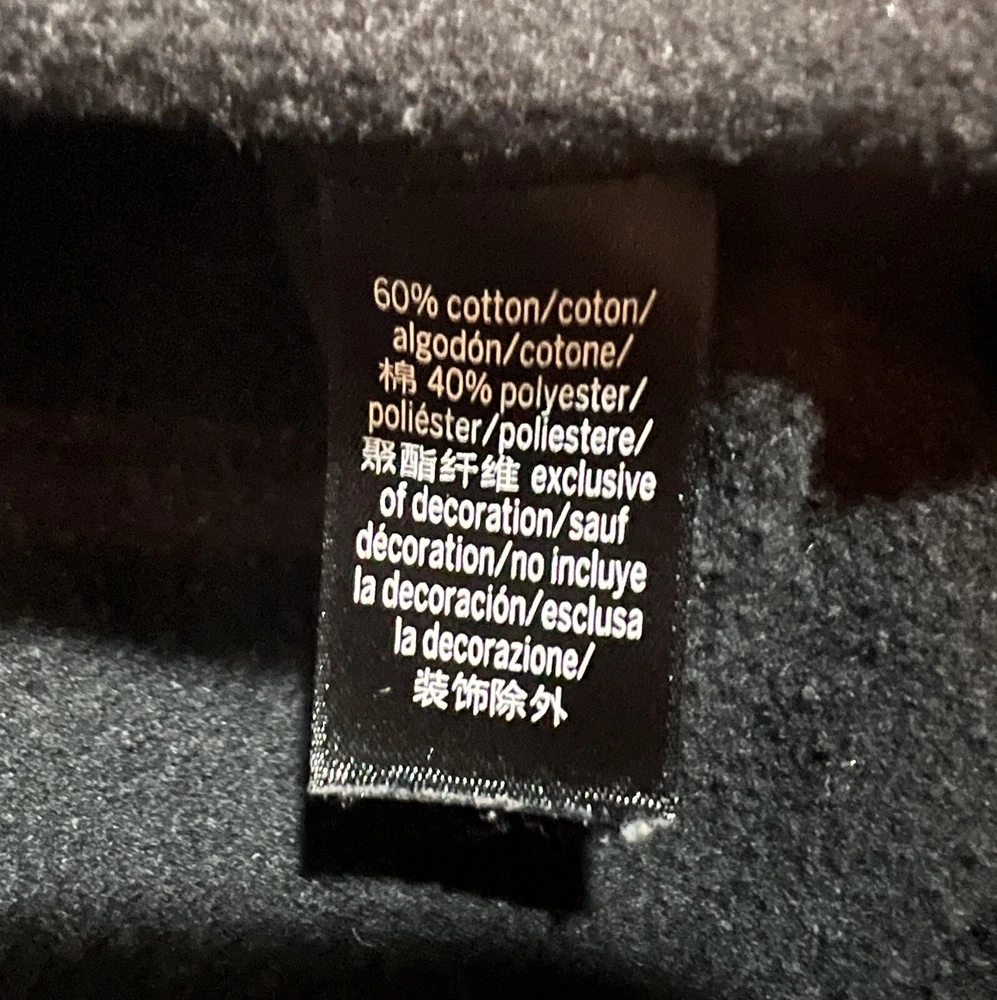 60% cotton/coton/
algodón/cotone/
棉 40% polyester/
poliéster/poliestere/
聚酯纤维 exclusive
of decoration/sauf
décoration/no incluye
la decoración/esclusa
la decorazione/
装饰除外